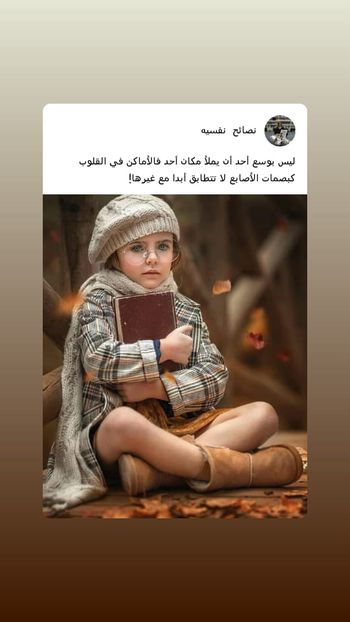 نصائح نفسيه
ليس بوسع أحد أن يملأ مكان أحد فالأماكن في القلوب
كبصمات الأصابع لا تتطابق أبدا مع غيرها!